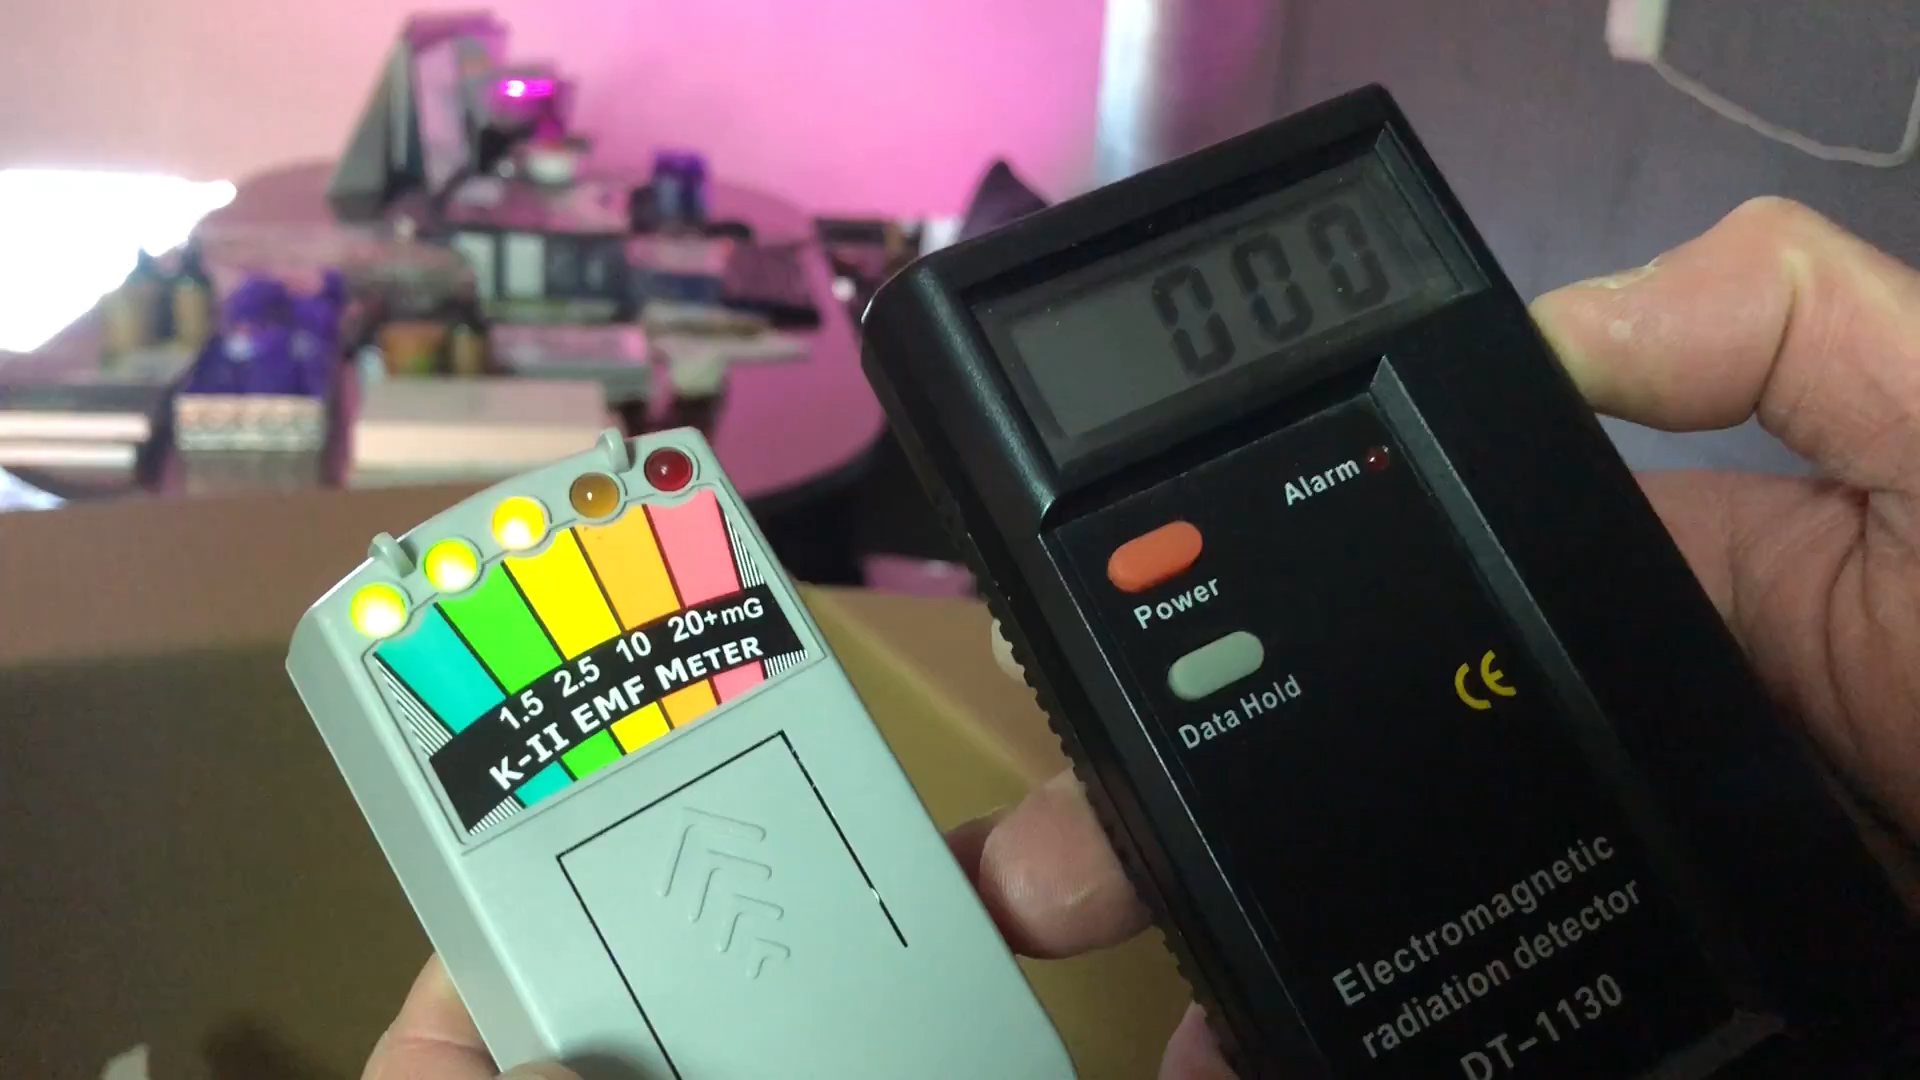 1.5 2.5 10 20+mG
K-II EMF METER
000
Alarm
Power
Data Hold
CE
Electromagnetic
radiation detector
DT-1130